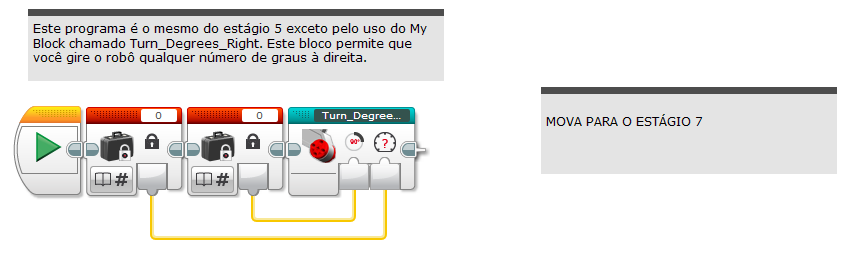 Este programa é o mesmo do estágio 5 exceto pelo uso do My
Block chamado Turn_Degrees_Right. Este bloco permite que
você gire o robô qualquer número de graus à direita.
MOVA PARA O ESTÁGIO 7
0
0
Turn_Degree...
#
#
90°
?